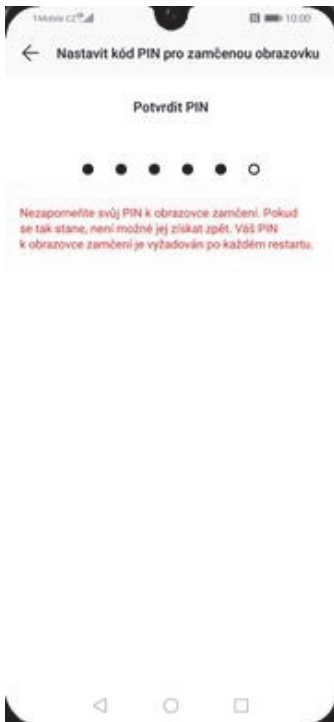 T-Mobile CZ 10:00
Nastavit kód PIN pro zamčenou obrazovku
Potvrdit PIN
Nezapomeňte svůj PIN k obrazovce zamčení. Pokud
se tak stane, není možné jej získat zpět. Váš PIN
k obrazovce zamčení je vyžadován po každém restartu.